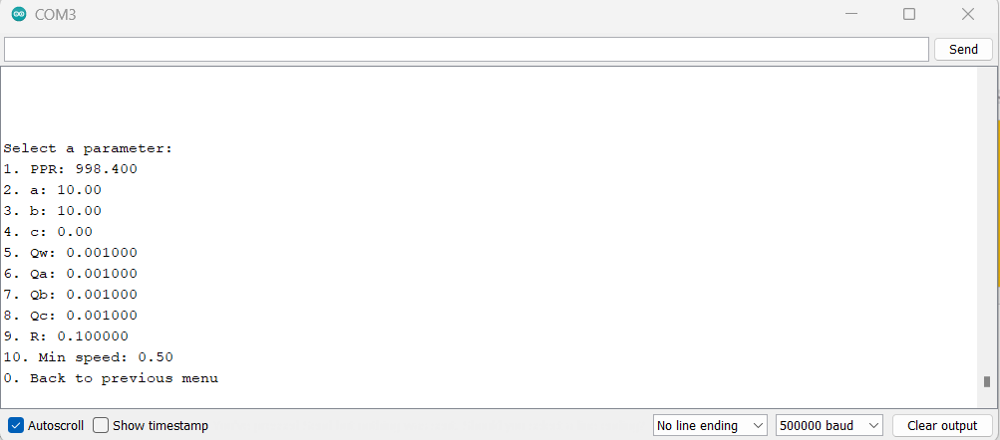 COM3
Send
Select a parameter:
1. PPR: 998.400
2. a: 10.00
3. b: 10.00
4. c: 0.00
5. Qw: 0.001000
6. Qa: 0.001000
7. Qb: 0.001000
8. Qc: 0.001000
9. R: 0.100000
10. Min speed: 0.50
0. Back to previous menu
Autoscroll Show timestamp No line ending 500000 baud Clear output